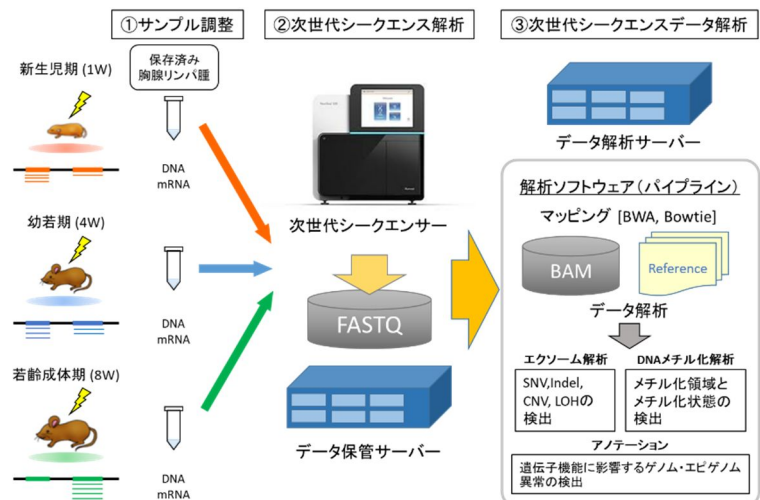 ①サンプル調整
②次世代シークエンス解析
③次世代シークエンスデータ解析
新生児期 (1W)
保存済み
胸腺リンパ腫
DNA
mRNA
幼若期 (4W)
DNA
mRNA
若齢成体期 (8W)
DNA
mRNA
次世代シークエンサー
FASTQ
データ保管サーバー
データ解析サーバー
解析ソフトウェア(パイプライン)
マッピング [BWA, Bowtie]
BAM
Reference
データ解析
エクソーム解析
SNV,Indel,
CNV, LOHの
検出
DNAメチル化解析
メチル化領域と
メチル化状態の
検出
アノテーション
遺伝子機能に影響するゲノム・エピゲノム
異常の検出